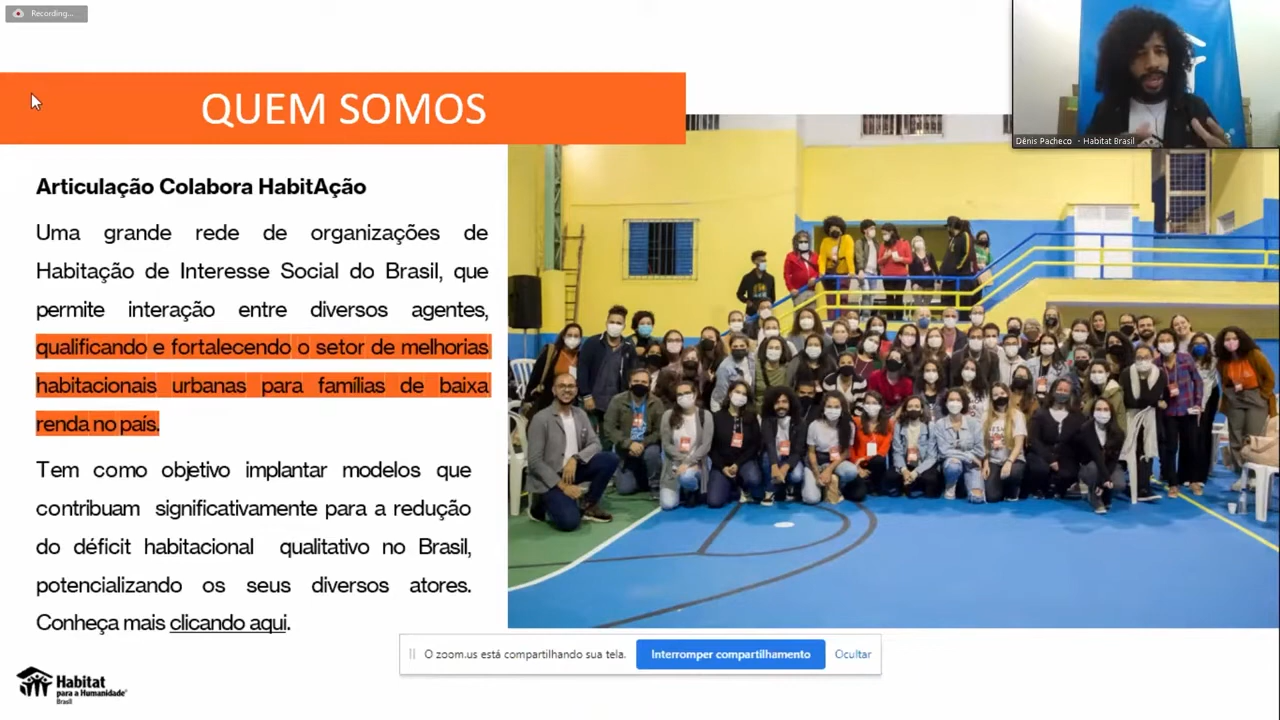 Recording...
QUEM SOMOS
Dênis Pacheco - Habitat Brasil
Articulação Colabora HabitAção
Uma grande rede de organizações de
Habitação de Interesse Social do Brasil, que
permite interação entre diversos agentes,
qualificando e fortalecendo o setor de melhorias
habitacionais urbanas para famílias de baixa
renda no país.
Tem como objetivo implantar modelos que
contribuam significativamente para a redução
do déficit habitacional qualitativo no Brasil,
potencializando os seus diversos atores.
Conheça mais clicando aqui.
O zoom.us está compartilhando sua tela.
Interromper compartilhamento
Ocultar
Habitat
para a Humanidade®
Brasil